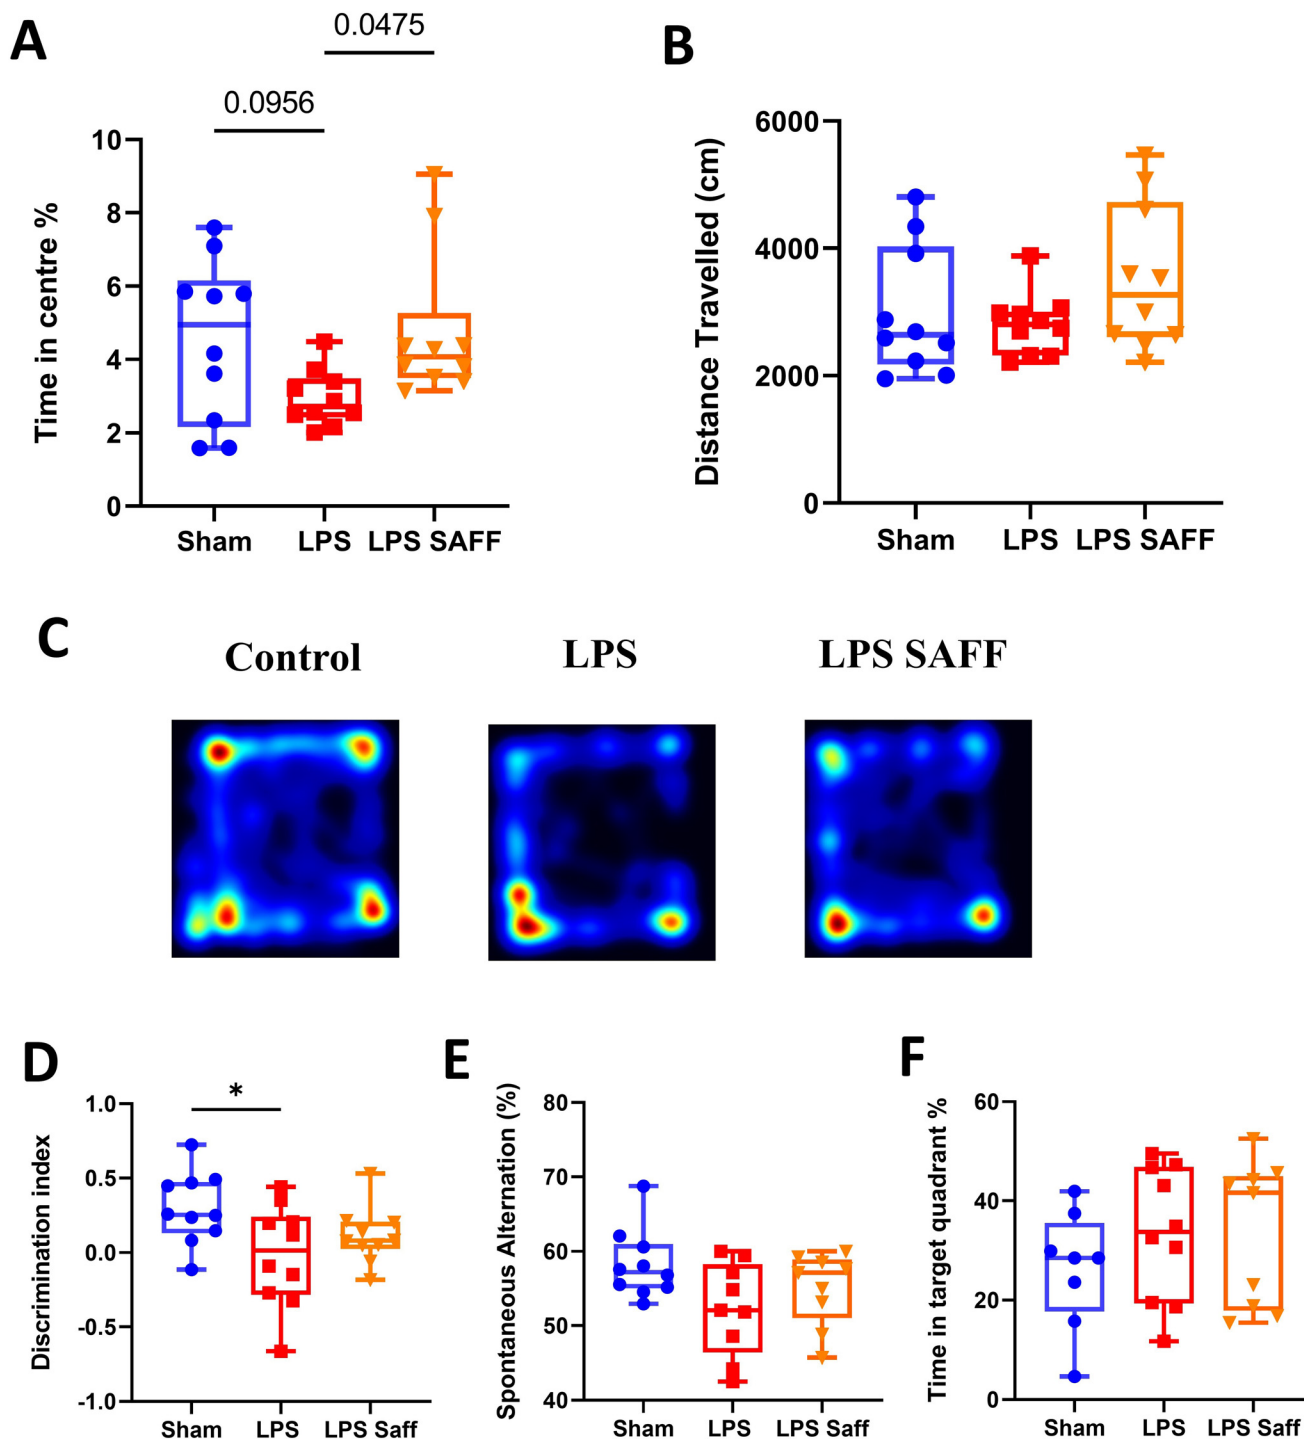 A
0.0475
0.0956
Time in centre %
10
8
6
4
2
0
Sham LPS LPS SAFF
B
Distance Travelled (cm)
6000
4000
2000
0
Sham LPS LPS SAFF
C
Control LPS LPS SAFF
D
*
Discrimination index
1.0
0.5
0.0
-0.5
-1.0
Sham LPS LPS Saff
E
Spontaneous Alternation (%)
80
70
60
50
40
Sham LPS LPS Saff
F
Time in target quadrant %
60
40
20
0
Sham LPS LPS Saff